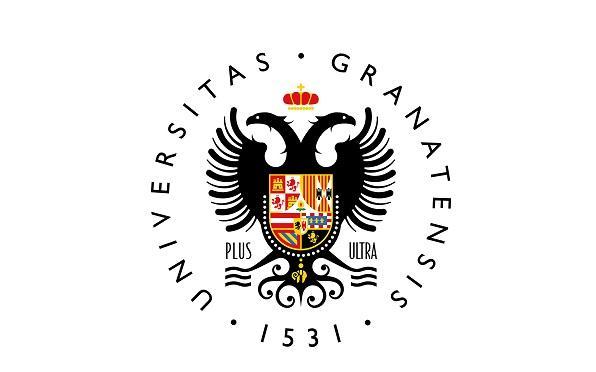 UNIVERSITAS · GRANATENSIS
PLUS ULTRA
· 1531 ·